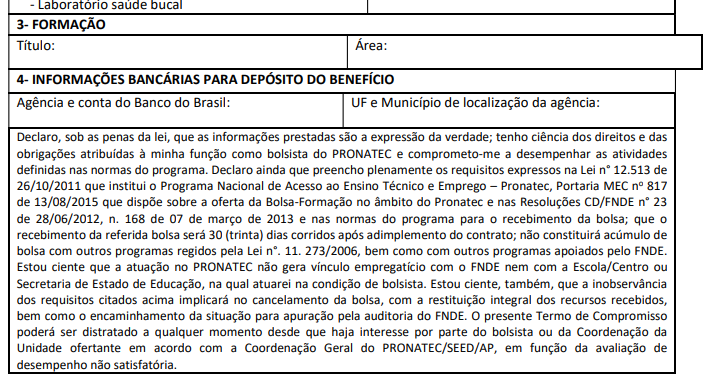 - Laboratório saúde bucal
3- FORMAÇÃO
Título:
Área:
4- INFORMAÇÕES BANCÁRIAS PARA DEPÓSITO DO BENEFÍCIO
Agência e conta do Banco do Brasil:
UF e Município de localização da agência:
Declaro, sob as penas da lei, que as informações prestadas são a expressão da verdade; tenho ciência dos direitos e das
obrigações atribuídas à minha função como bolsista do PRONATEC e comprometo-me a desempenhar as atividades
definidas nas normas do programa. Declaro ainda que preencho plenamente os requisitos expressos na Lei n° 12.513 de
26/10/2011 que institui o Programa Nacional de Acesso ao Ensino Técnico e Emprego – Pronatec, Portaria MEC nº 817
de 13/08/2015 que dispõe sobre a oferta da Bolsa-Formação no âmbito do Pronatec e nas Resoluções CD/FNDE n° 23
de 28/06/2012, n. 168 de 07 de março de 2013 e nas normas do programa para o recebimento da bolsa; que o
recebimento da referida bolsa será 30 (trinta) dias corridos após adimplemento do contrato; não constituirá acúmulo de
bolsa com outros programas regidos pela Lei n°. 11. 273/2006, bem como com outros programas apoiados pelo FNDE.
Estou ciente que a atuação no PRONATEC não gera vínculo empregatício com o FNDE nem com a Escola/Centro ou
Secretaria de Estado de Educação, na qual atuarei na condição de bolsista. Estou ciente, também, que a inobservância
dos requisitos citados acima implicará no cancelamento da bolsa, com a restituição integral dos recursos recebidos,
bem como o encaminhamento da situação para apuração pela auditoria do FNDE. O presente Termo de Compromisso
poderá ser distratado a qualquer momento desde que haja interesse por parte do bolsista ou da Coordenação da
Unidade ofertante em acordo com a Coordenação Geral do PRONATEC/SEED/AP, em função da avaliação de
desempenho não satisfatória.